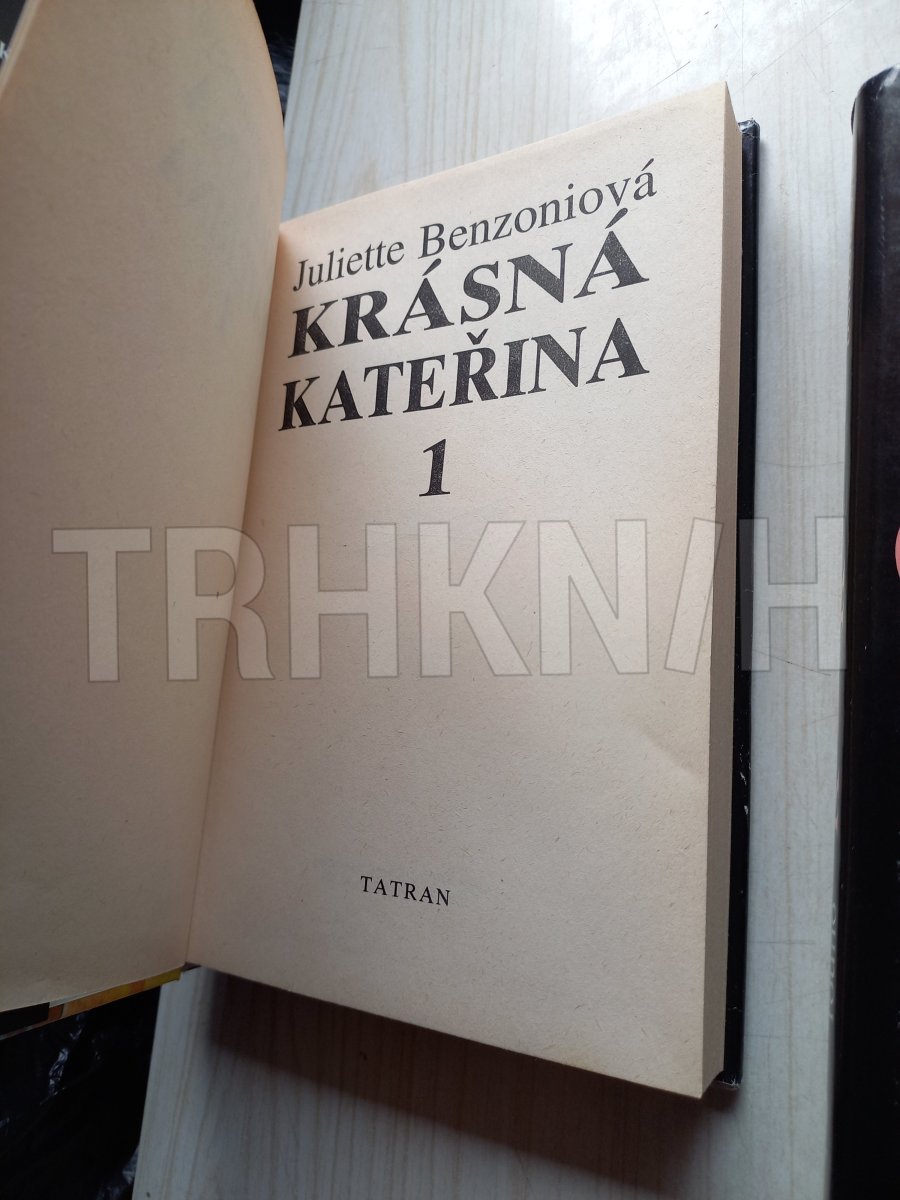 Juliette Benzoniová
KRÁSNÁ
KATEŘINA
1
TRHKNIH
TATRAN